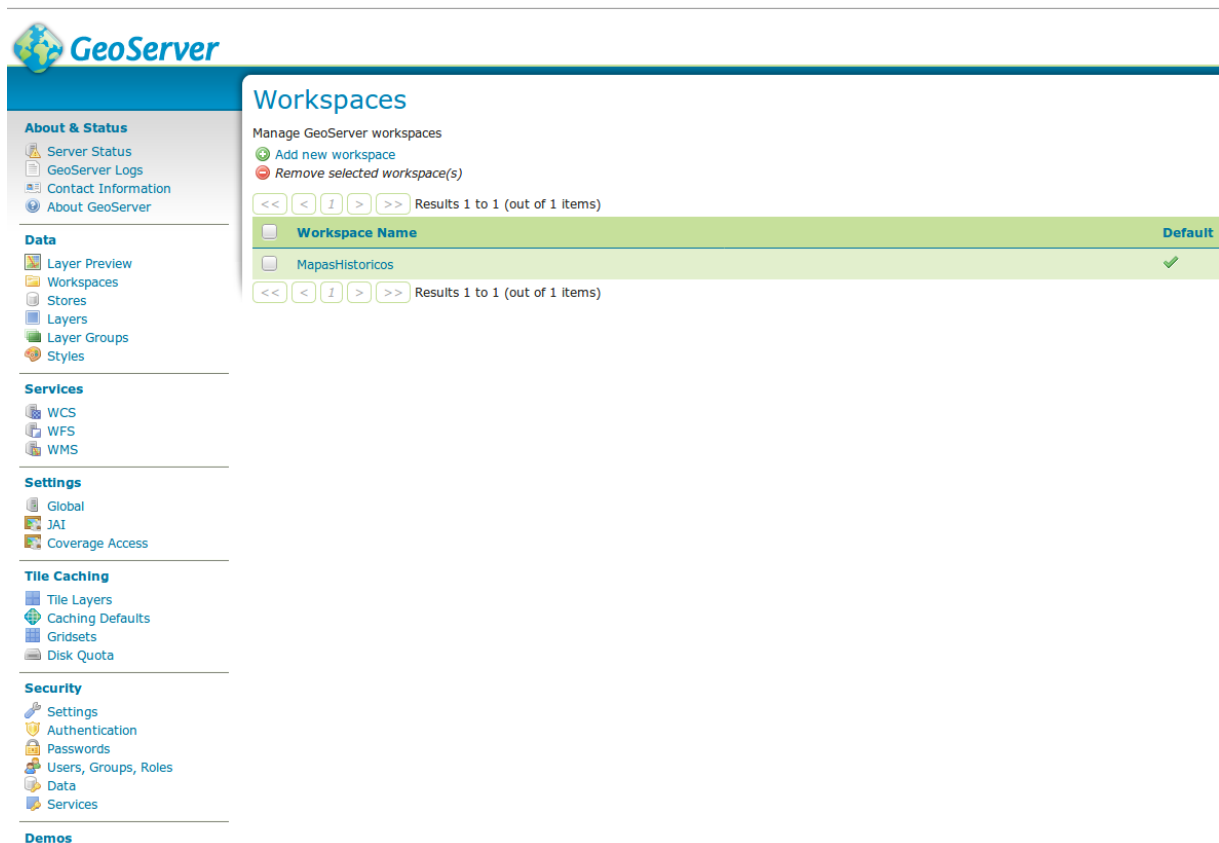 GeoServer
About & Status
Server Status
GeoServer Logs
Contact Information
About GeoServer
Data
Layer Preview
Workspaces
Stores
Layers
Layer Groups
Styles
Services
WCS
WFS
WMS
Settings
Global
JAI
Coverage Access
Tile Caching
Tile Layers
Caching Defaults
Gridsets
Disk Quota
Security
Settings
Authentication
Passwords
Users, Groups, Roles
Data
Services
Demos
Workspaces
Manage GeoServer workspaces
Add new workspace
Remove selected workspace(s)
<< < 1 > >> Results 1 to 1 (out of 1 items)
Workspace Name Default
MapasHistoricos
<< < 1 > >> Results 1 to 1 (out of 1 items)